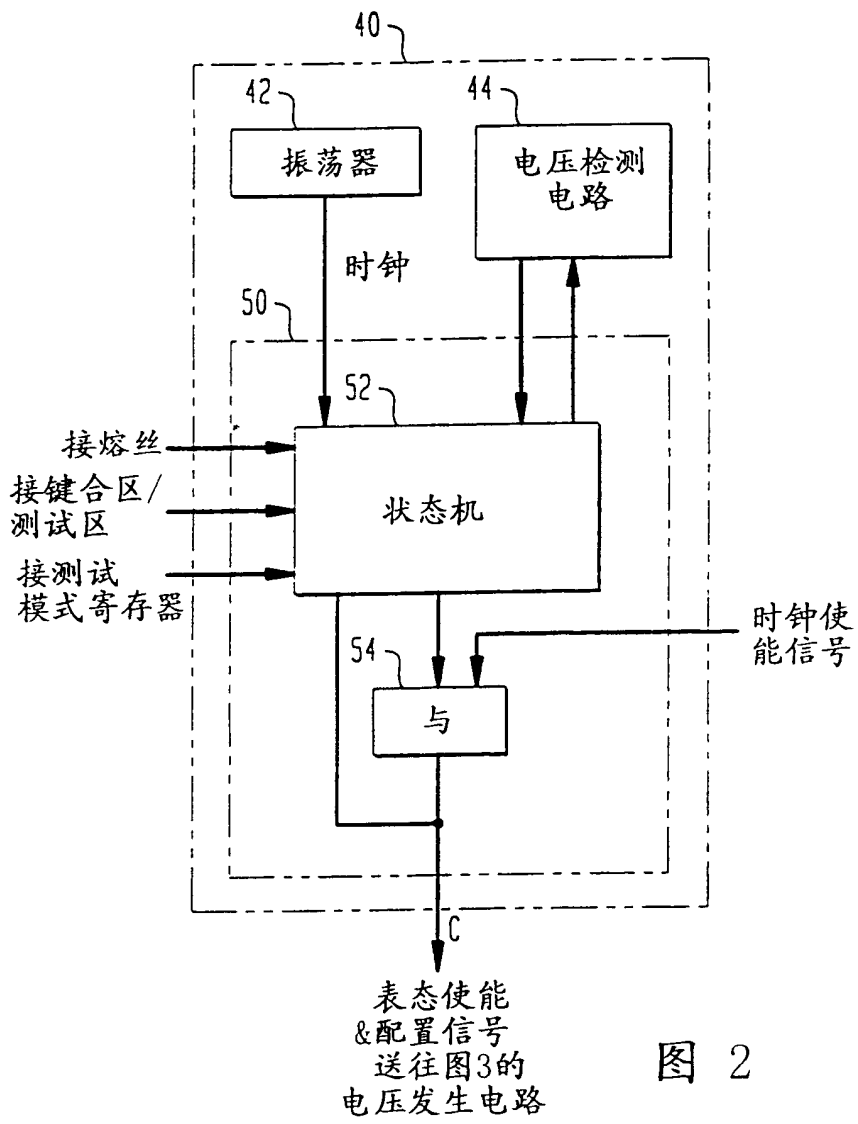 40
42
44
振荡器
电压检测
电路
时钟
50
52
接熔丝
接键合区/
测试区
状态机
接测试
模式寄存器
时钟使
能信号
54
与
C
表态使能
&配置信号
送往图3的
电压发生电路
图 2